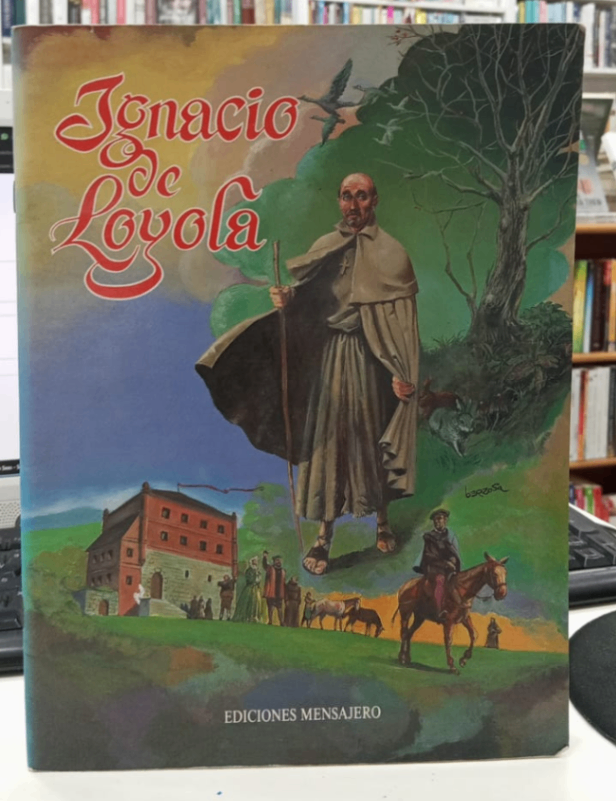 Ignacio
de
Loyola
EDICIONES MENSAJERO